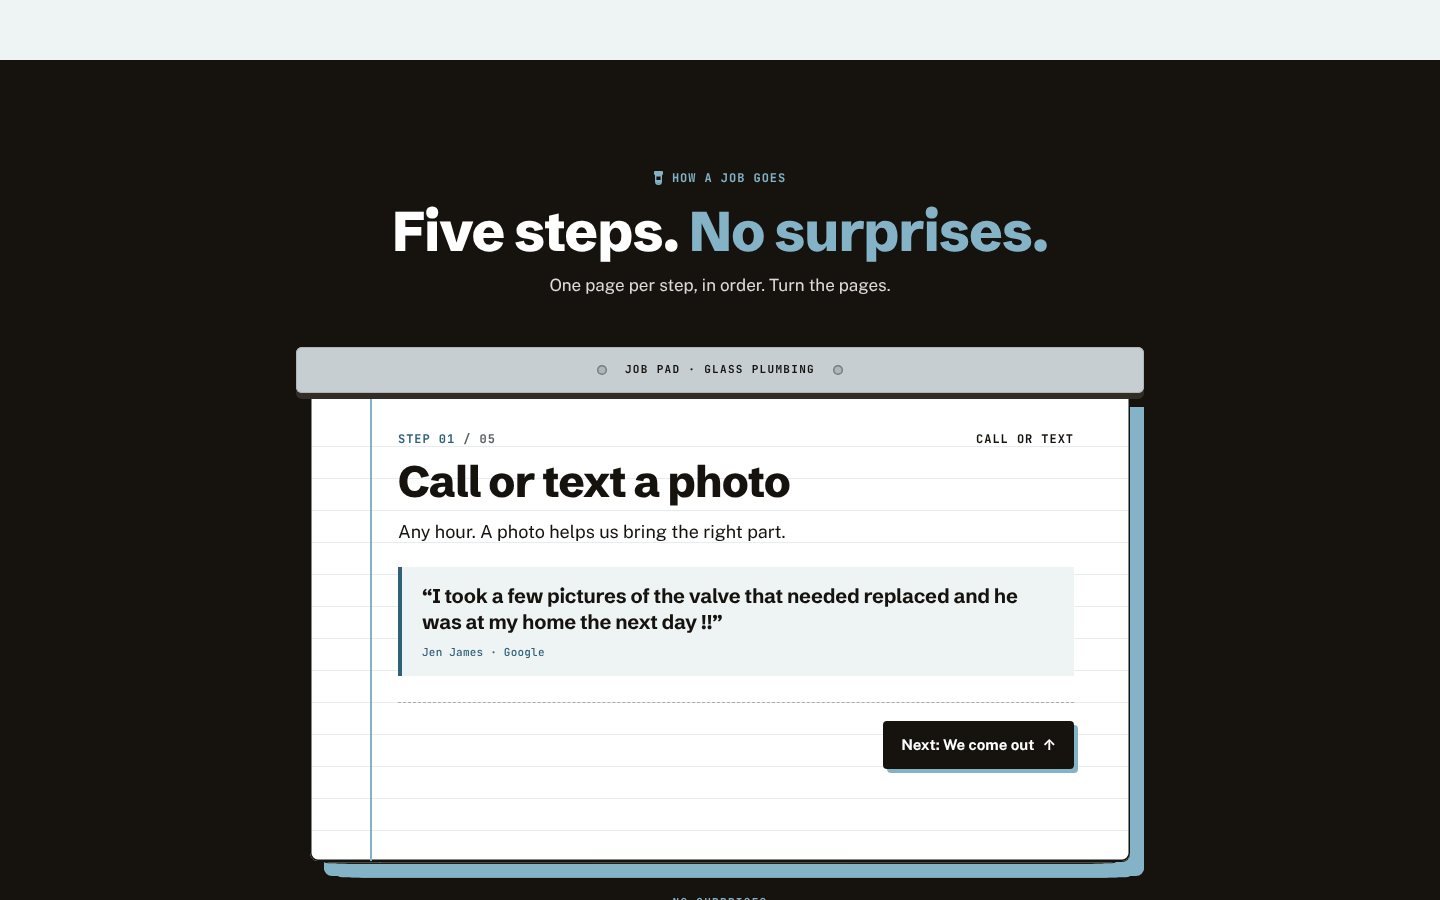 HOW A JOB GOES
Five steps. No surprises.
One page per step, in order. Turn the pages.
JOB PAD · GLASS PLUMBING
STEP 01 / 05
CALL OR TEXT
Call or text a photo
Any hour. A photo helps us bring the right part.
“I took a few pictures of the valve that needed replaced and he
was at my home the next day !!”
Jen James · Google
Next: We come out ↑
NO SURPRISES